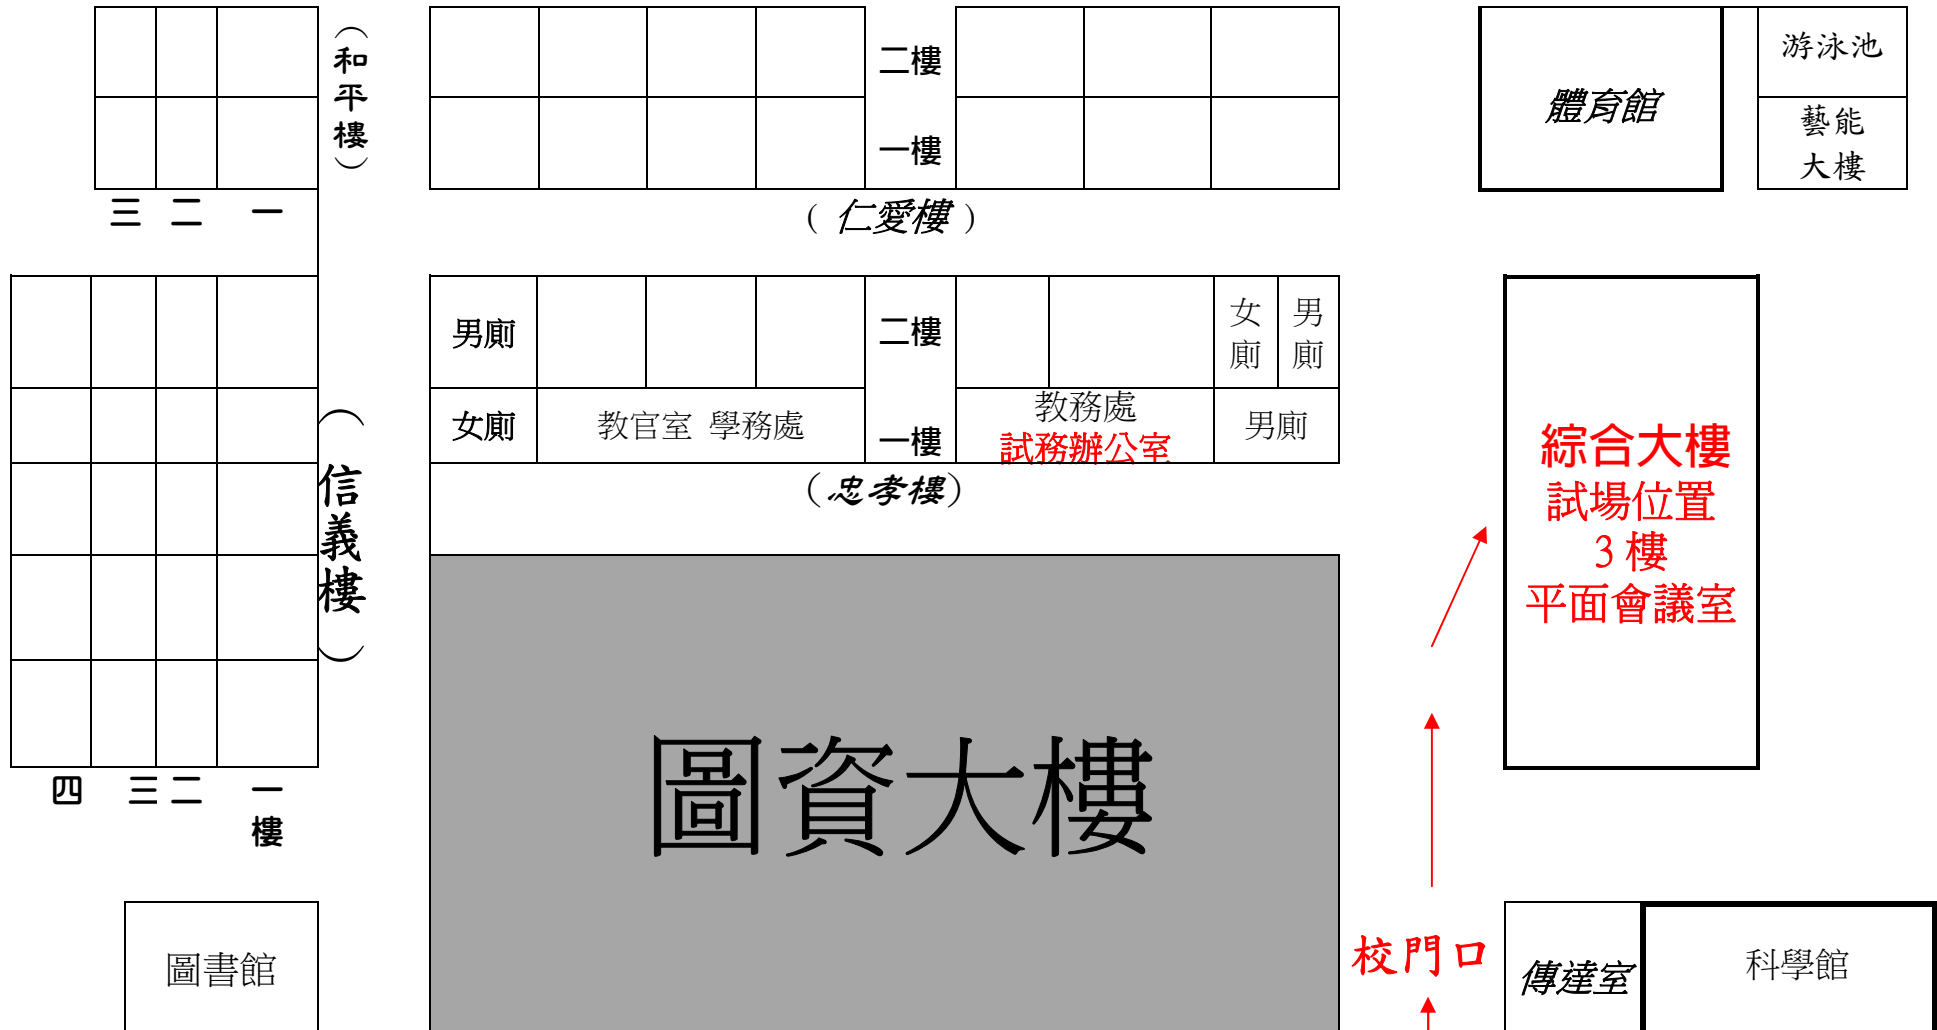 （和平樓）
二樓
一樓
三 二 一
（ 仁愛樓 ）
體育館
游泳池
藝能
大樓
男廁
二樓
女廁
男廁
女廁
教官室 學務處
一樓
教務處
試務辦公室
男廁
（忠孝樓）
（信義樓）
四 三 二 一
樓
綜合大樓
試場位置
3 樓
平面會議室
圖資大樓
圖書館
校門口
傳達室
科學館